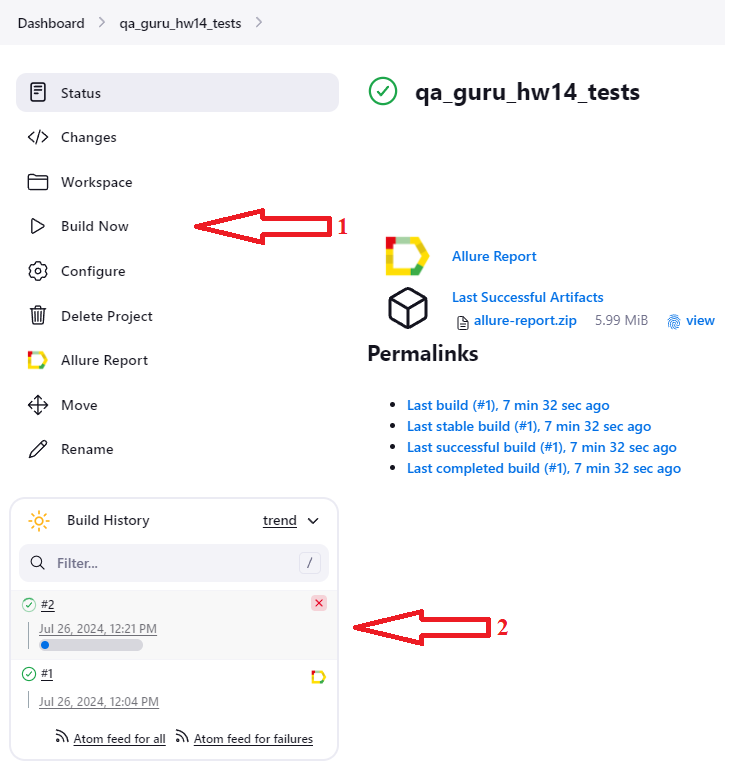 Dashboard > qa_guru_hw14_tests >
Status
Changes
Workspace
Build Now
1
Configure
Delete Project
Allure Report
Move
Rename
qa_guru_hw14_tests
Allure Report
Last Successful Artifacts
allure-report.zip 5.99 MiB view
Permalinks
Last build (#1), 7 min 32 sec ago
Last stable build (#1), 7 min 32 sec ago
Last successful build (#1), 7 min 32 sec ago
Last completed build (#1), 7 min 32 sec ago
Build History trend
Filter... /
#2
Jul 26, 2024, 12:21 PM
2
#1
Jul 26, 2024, 12:04 PM
Atom feed for all Atom feed for failures